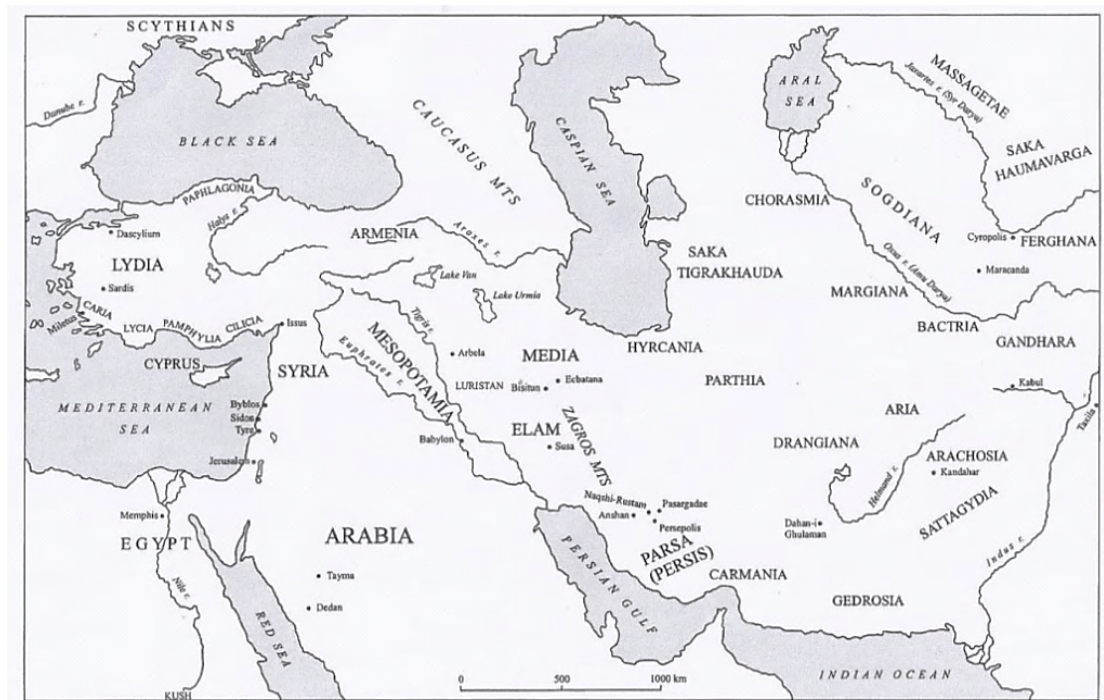 SCYTHIANS
Danube r.
BLACK SEA
CAUCASUS MTS
CASPIAN SEA
ARAL
SEA
MASSAGETAE
Jaxartes r. (Syr Darya)
SAKA
HAUMAVARGA
PAPHLAGONIA
Halys r.
Dascylium
LYDIA
Sardis
ARMENIA
Araxes r.
Lake Van
Lake Urmia
CHORASMIA
SOGDIANA
Oxus r. (Amu Darya)
Cyropolis
FERGHANA
Maracanda
SAKA
TIGRAKHAUDA
MARGIANA
BACTRIA
GANDHARA
CARIA
Miletus
LYCIA
PAMPHYLIA
CILICIA
Issus
CYPRUS
SYRIA
MEDITERRANEAN
SEA
Byblos
Sidon
Tyre
Jerusalem
MESOPOTAMIA
Tigris r.
Euphrates r.
Arbela
MEDIA
LURISTAN
Bisitun
Ecbatana
HYRCANIA
PARTHIA
ARIA
Kabul
Taxila
Babylon
ELAM
Susa
ZAGROS MTS
DRANGIANA
Helmand r.
ARACHOSIA
Kandahar
SATTAGYDIA
Indus r.
Memphis
EGYPT
Nile r.
ARABIA
Tayma
Dedan
RED SEA
KUSH
Naqshi-Rustam
Pasargadae
Anshan
Persepolis
PARSA
(PERSIS)
PERSIAN GULF
CARMANIA
Dahan-i
Ghulaman
GEDROSIA
INDIAN OCEAN
0 500 1000 km